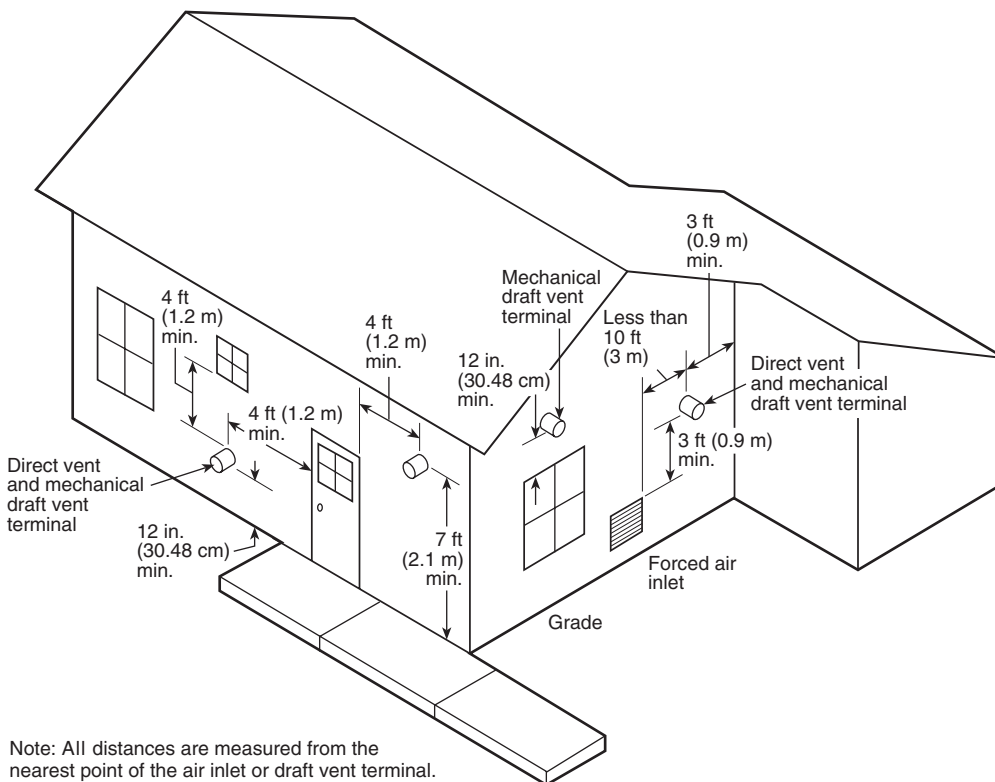 3 ft
(0.9 m)
min.
Mechanical
draft vent
terminal
4 ft
(1.2 m)
min.
4 ft
(1.2 m)
min.
Less than
10 ft
(3 m)
12 in.
(30.48 cm)
min.
Direct vent
and mechanical
draft vent terminal
4 ft (1.2 m)
min.
3 ft (0.9 m)
min.
Direct vent
and mechanical
draft vent
terminal
12 in.
(30.48 cm)
min.
7 ft
(2.1 m)
min.
Forced air
inlet
Grade
Note: All distances are measured from the
nearest point of the air inlet or draft vent terminal.